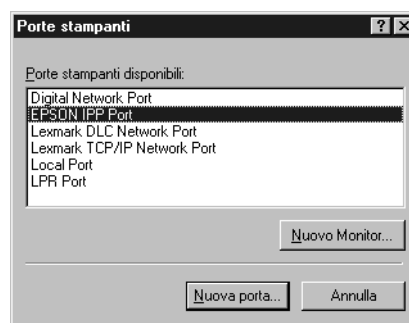 Porte stampanti
Porte stampanti disponibili:
Digital Network Port
EPSON IPP Port
Lexmark DLC Network Port
Lexmark TCP/IP Network Port
Local Port
LPR Port
Nuovo Monitor...
Nuova porta... Annulla